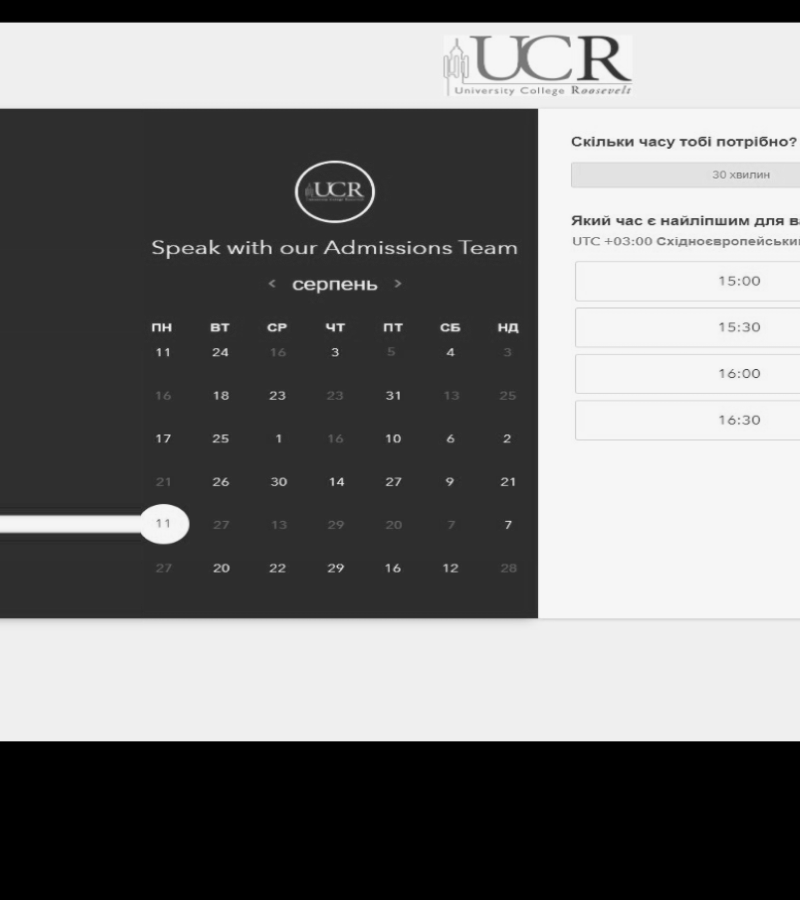 UCR
University College Roosevelt
UCR
Speak with our Admissions Team
< серпень >
ПН ВТ СР ЧТ ПТ СБ НД
11 24 16 3 5 4 3
16 18 23 23 31 13 25
17 25 1 16 10 6 2
21 26 30 14 27 9 21
11 27 13 29 20 7 7
27 20 22 29 16 12 28
Скільки часу тобі потрібно?
30 хвилин
Який час є найліпшим для в
UTC +03:00 Східноєвропейськи
15:00
15:30
16:00
16:30